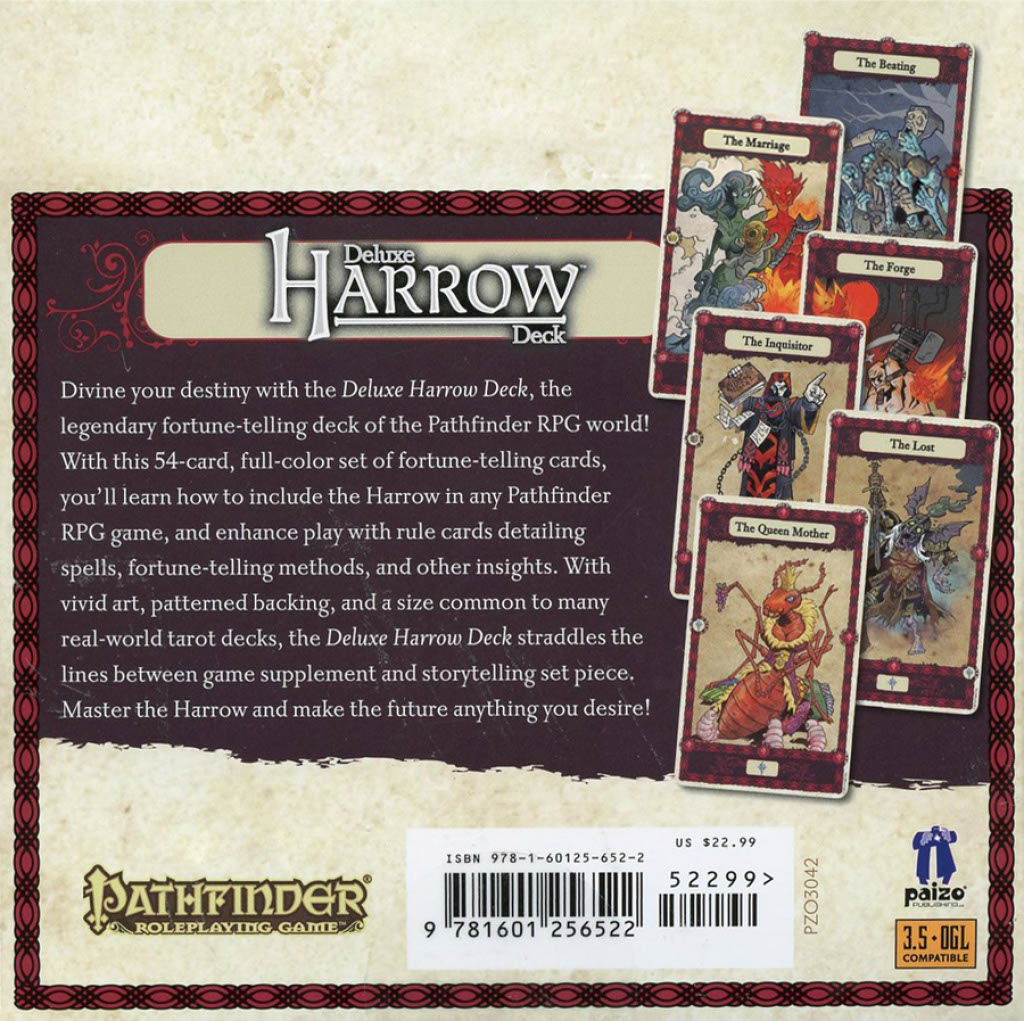 The Beating
The Marriage
The Forge
The Inquisitor
The Lost
The Queen Mother
Deluxe
HARROW™
Deck
Divine your destiny with the Deluxe Harrow Deck, the
legendary fortune-telling deck of the Pathfinder RPG world!
With this 54-card, full-color set of fortune-telling cards,
you’ll learn how to include the Harrow in any Pathfinder
RPG game, and enhance play with rule cards detailing
spells, fortune-telling methods, and other insights. With
vivid art, patterned backing, and a size common to many
real-world tarot decks, the Deluxe Harrow Deck straddles the
lines between game supplement and storytelling set piece.
Master the Harrow and make the future anything you desire!
PATHFINDER®
ROLEPLAYING GAME™
ISBN 978-1-60125-652-2
US $22.99
52299>
9 781601 256522
PZO3042
paizo®
PUBLISHING
3.5 • OGL
COMPATIBLE